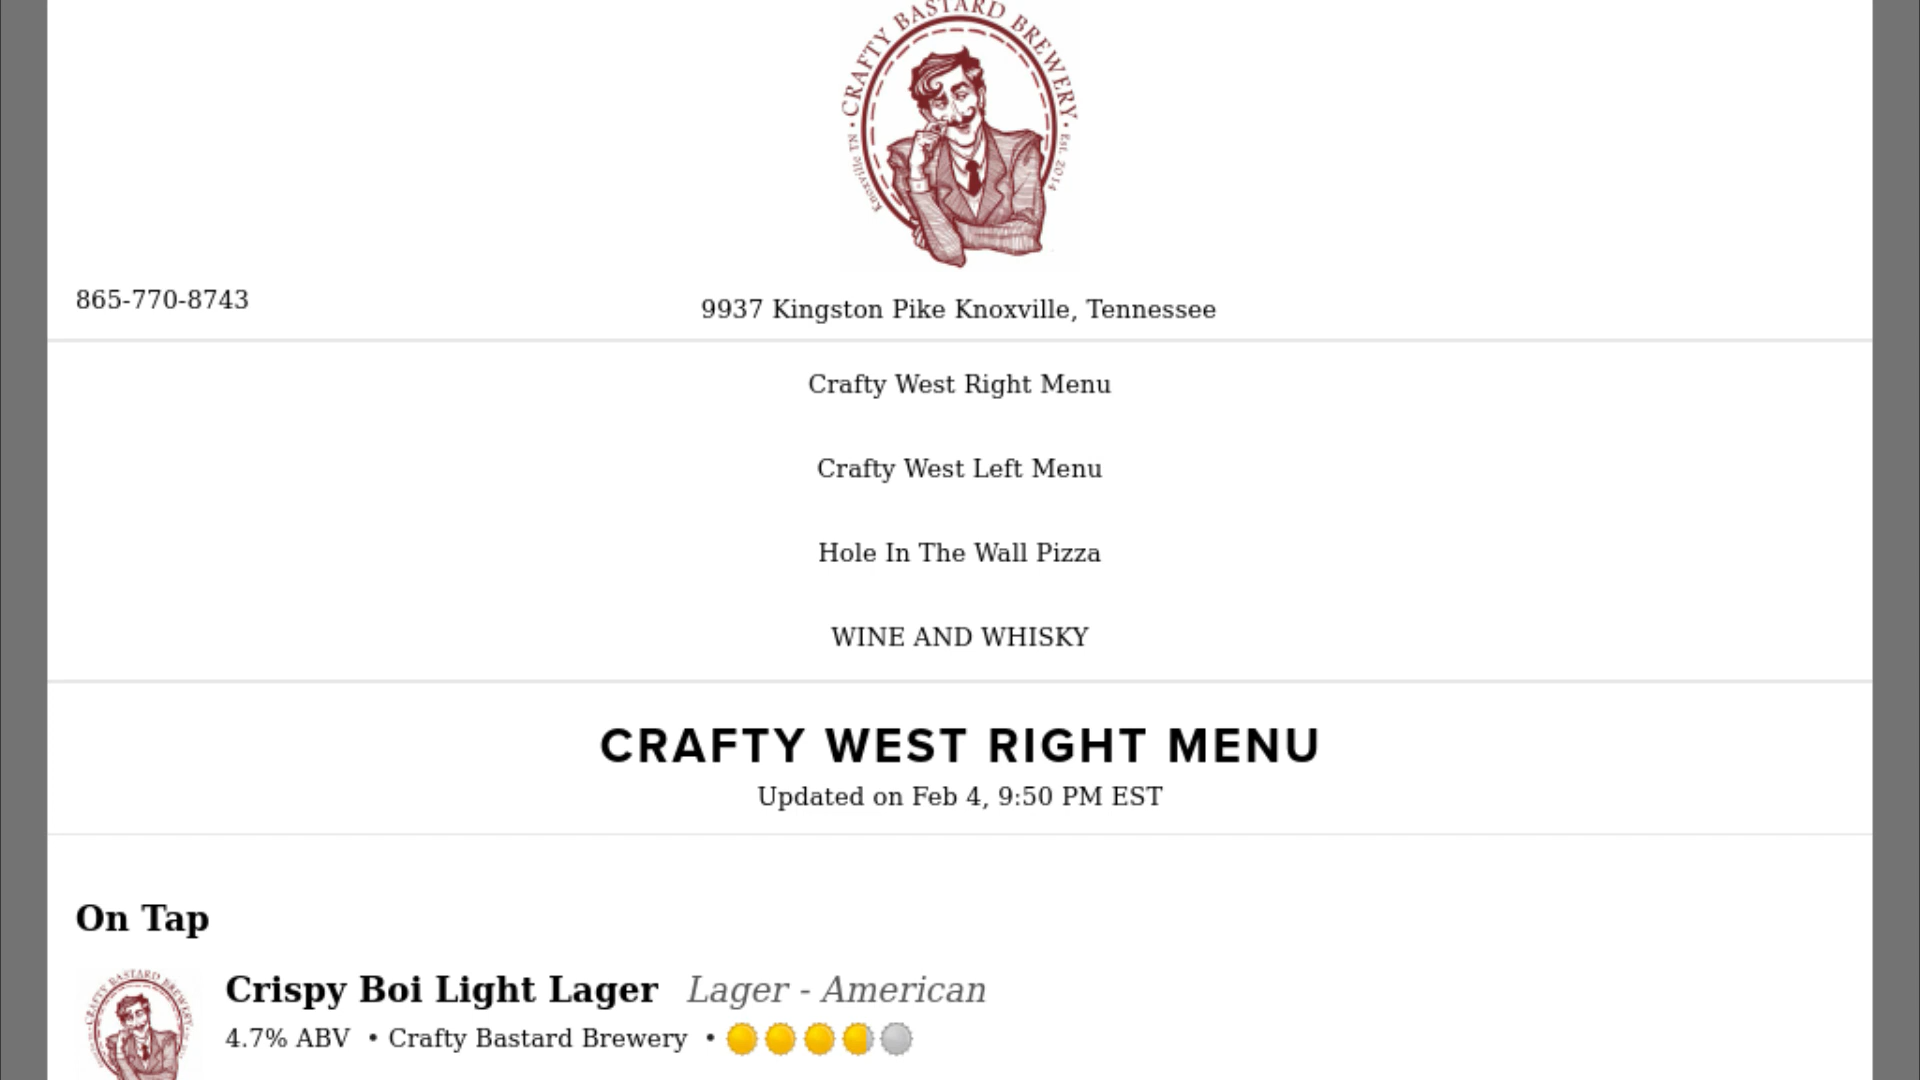 CRAFTY BASTARD BREWERY
Knoxville TN
Est. 2014
865-770-8743
9937 Kingston Pike Knoxville, Tennessee
Crafty West Right Menu
Crafty West Left Menu
Hole In The Wall Pizza
WINE AND WHISKY
CRAFTY WEST RIGHT MENU
Updated on Feb 4, 9:50 PM EST
On Tap
BASTARD BREWERY
Crispy Boi Light Lager Lager - American
4.7% ABV • Crafty Bastard Brewery •